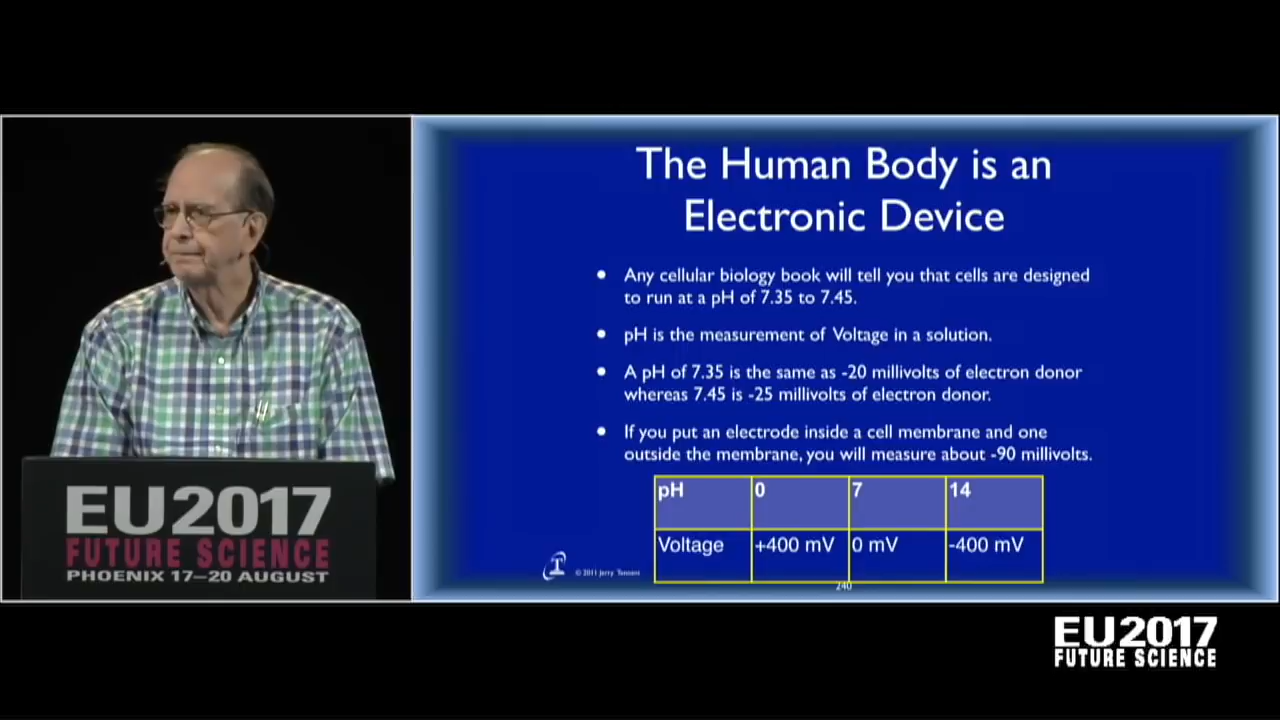 The Human Body is an
Electronic Device
• Any cellular biology book will tell you that cells are designed
to run at a pH of 7.35 to 7.45.
• pH is the measurement of Voltage in a solution.
• A pH of 7.35 is the same as -20 millivolts of electron donor
whereas 7.45 is -25 millivolts of electron donor.
• If you put an electrode inside a cell membrane and one
outside the membrane, you will measure about -90 millivolts.
pH 0 7 14
Voltage +400 mV 0 mV -400 mV
T © 2011 Jerry Tennant
240
EU2017
FUTURE SCIENCE
PHOENIX 17–20 AUGUST
EU2017
FUTURE SCIENCE